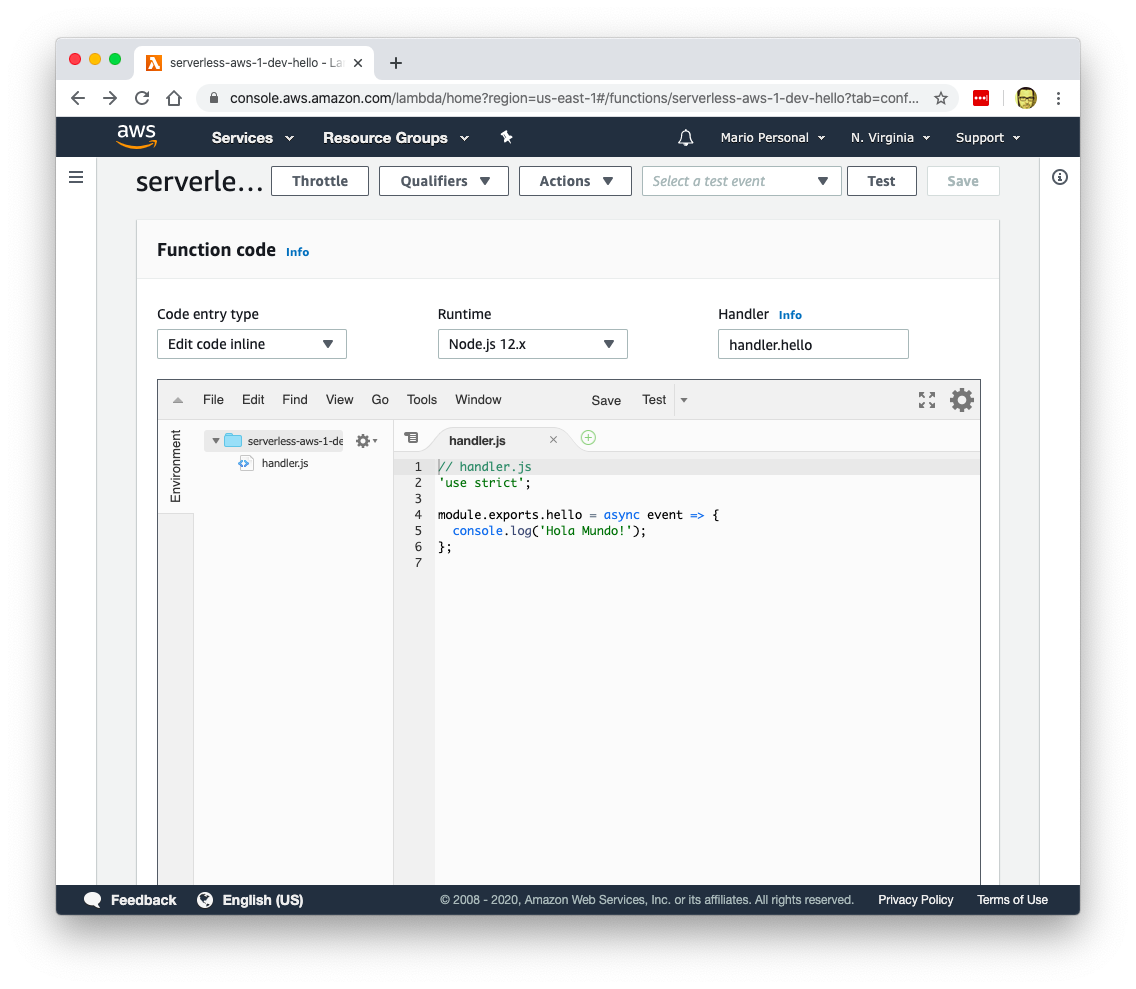 serverless-aws-1-dev-hello - La
console.aws.amazon.com/lambda/home?region=us-east-1#/functions/serverless-aws-1-dev-hello?tab=conf...
aws Services Resource Groups Mario Personal N. Virginia Support
serverle... Throttle Qualifiers Actions Select a test event Test Save
Function code Info
Code entry type Runtime Handler Info
Edit code inline Node.js 12.x handler.hello
File Edit Find View Go Tools Window Save Test
Environment
serverless-aws-1-de
handler.js
handler.js
1 // handler.js
2 'use strict';
3
4 module.exports.hello = async event => {
5 console.log('Hola Mundo!');
6 };
7
Feedback English (US) © 2008 - 2020, Amazon Web Services, Inc. or its affiliates. All rights reserved. Privacy Policy Terms of Use